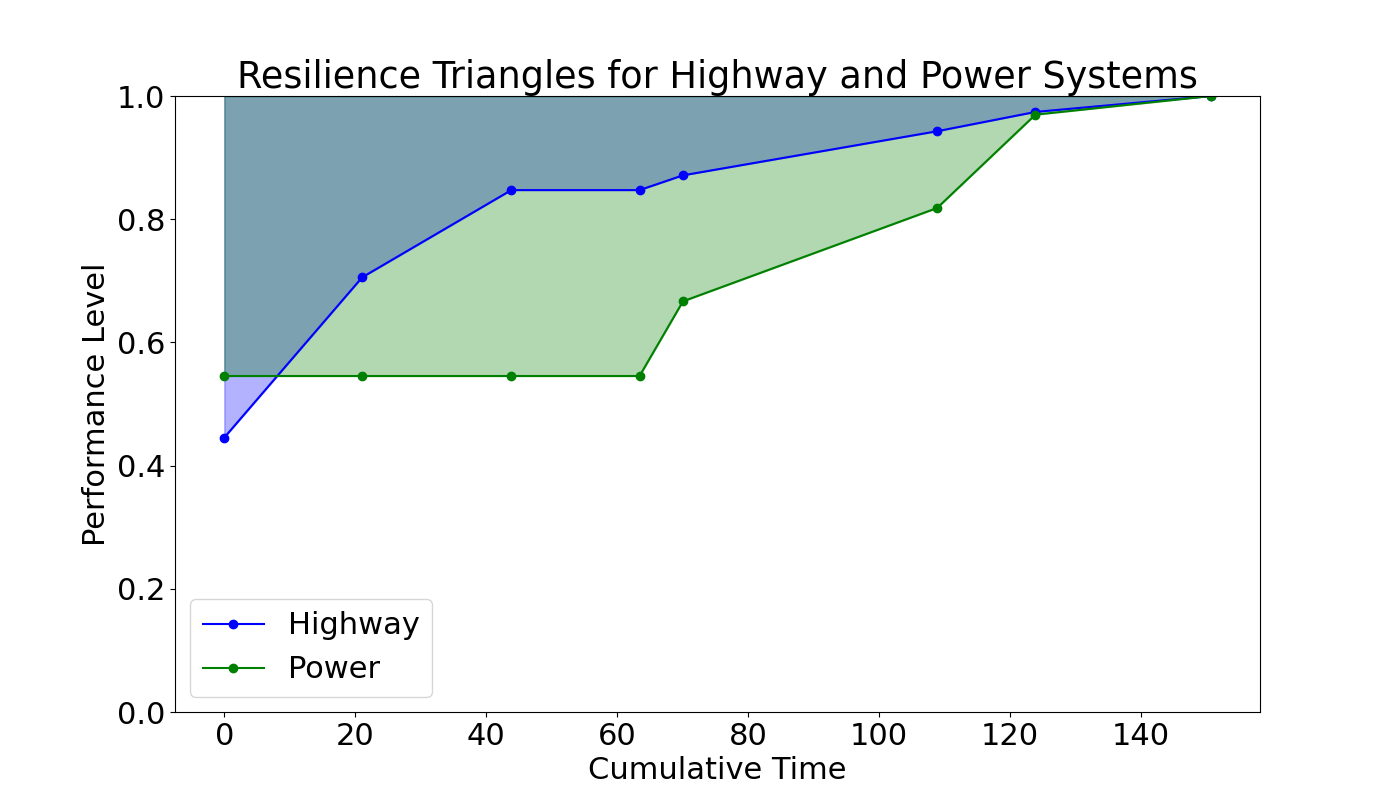 Resilience Triangles for Highway and Power Systems
1.0
0.8
0.6
0.4
0.2
0.0
Performance Level
Highway
Power
0 20 40 60 80 100 120 140
Cumulative Time